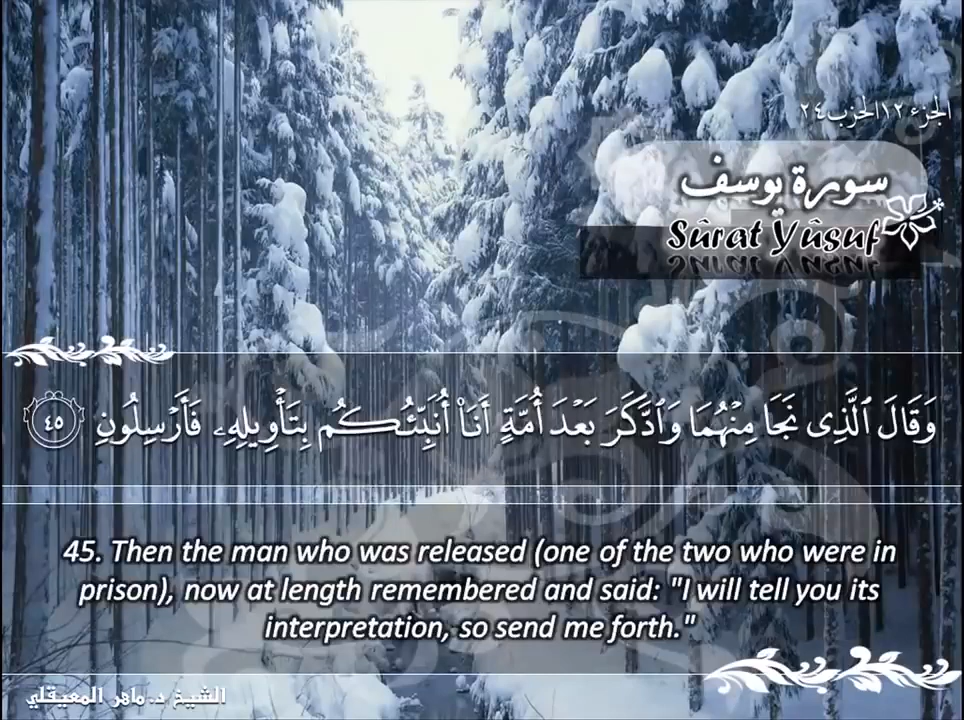 الجزء ١٢ الحزب ٢٤
سورة يوسف
Sûrat Yûsuf
وَقَالَ ٱلَّذِى نَجَا مِنْهُمَا وَٱدَّكَرَ بَعْدَ أُمَّةٍ أَنَا۠ أُنَبِّئُكُم بِتَأْوِيلِهِۦ فَأَرْسِلُونِ ٤٥
45. Then the man who was released (one of the two who were in
prison), now at length remembered and said: "I will tell you its
interpretation, so send me forth."
الشيخ د. ماهر المعيقلي